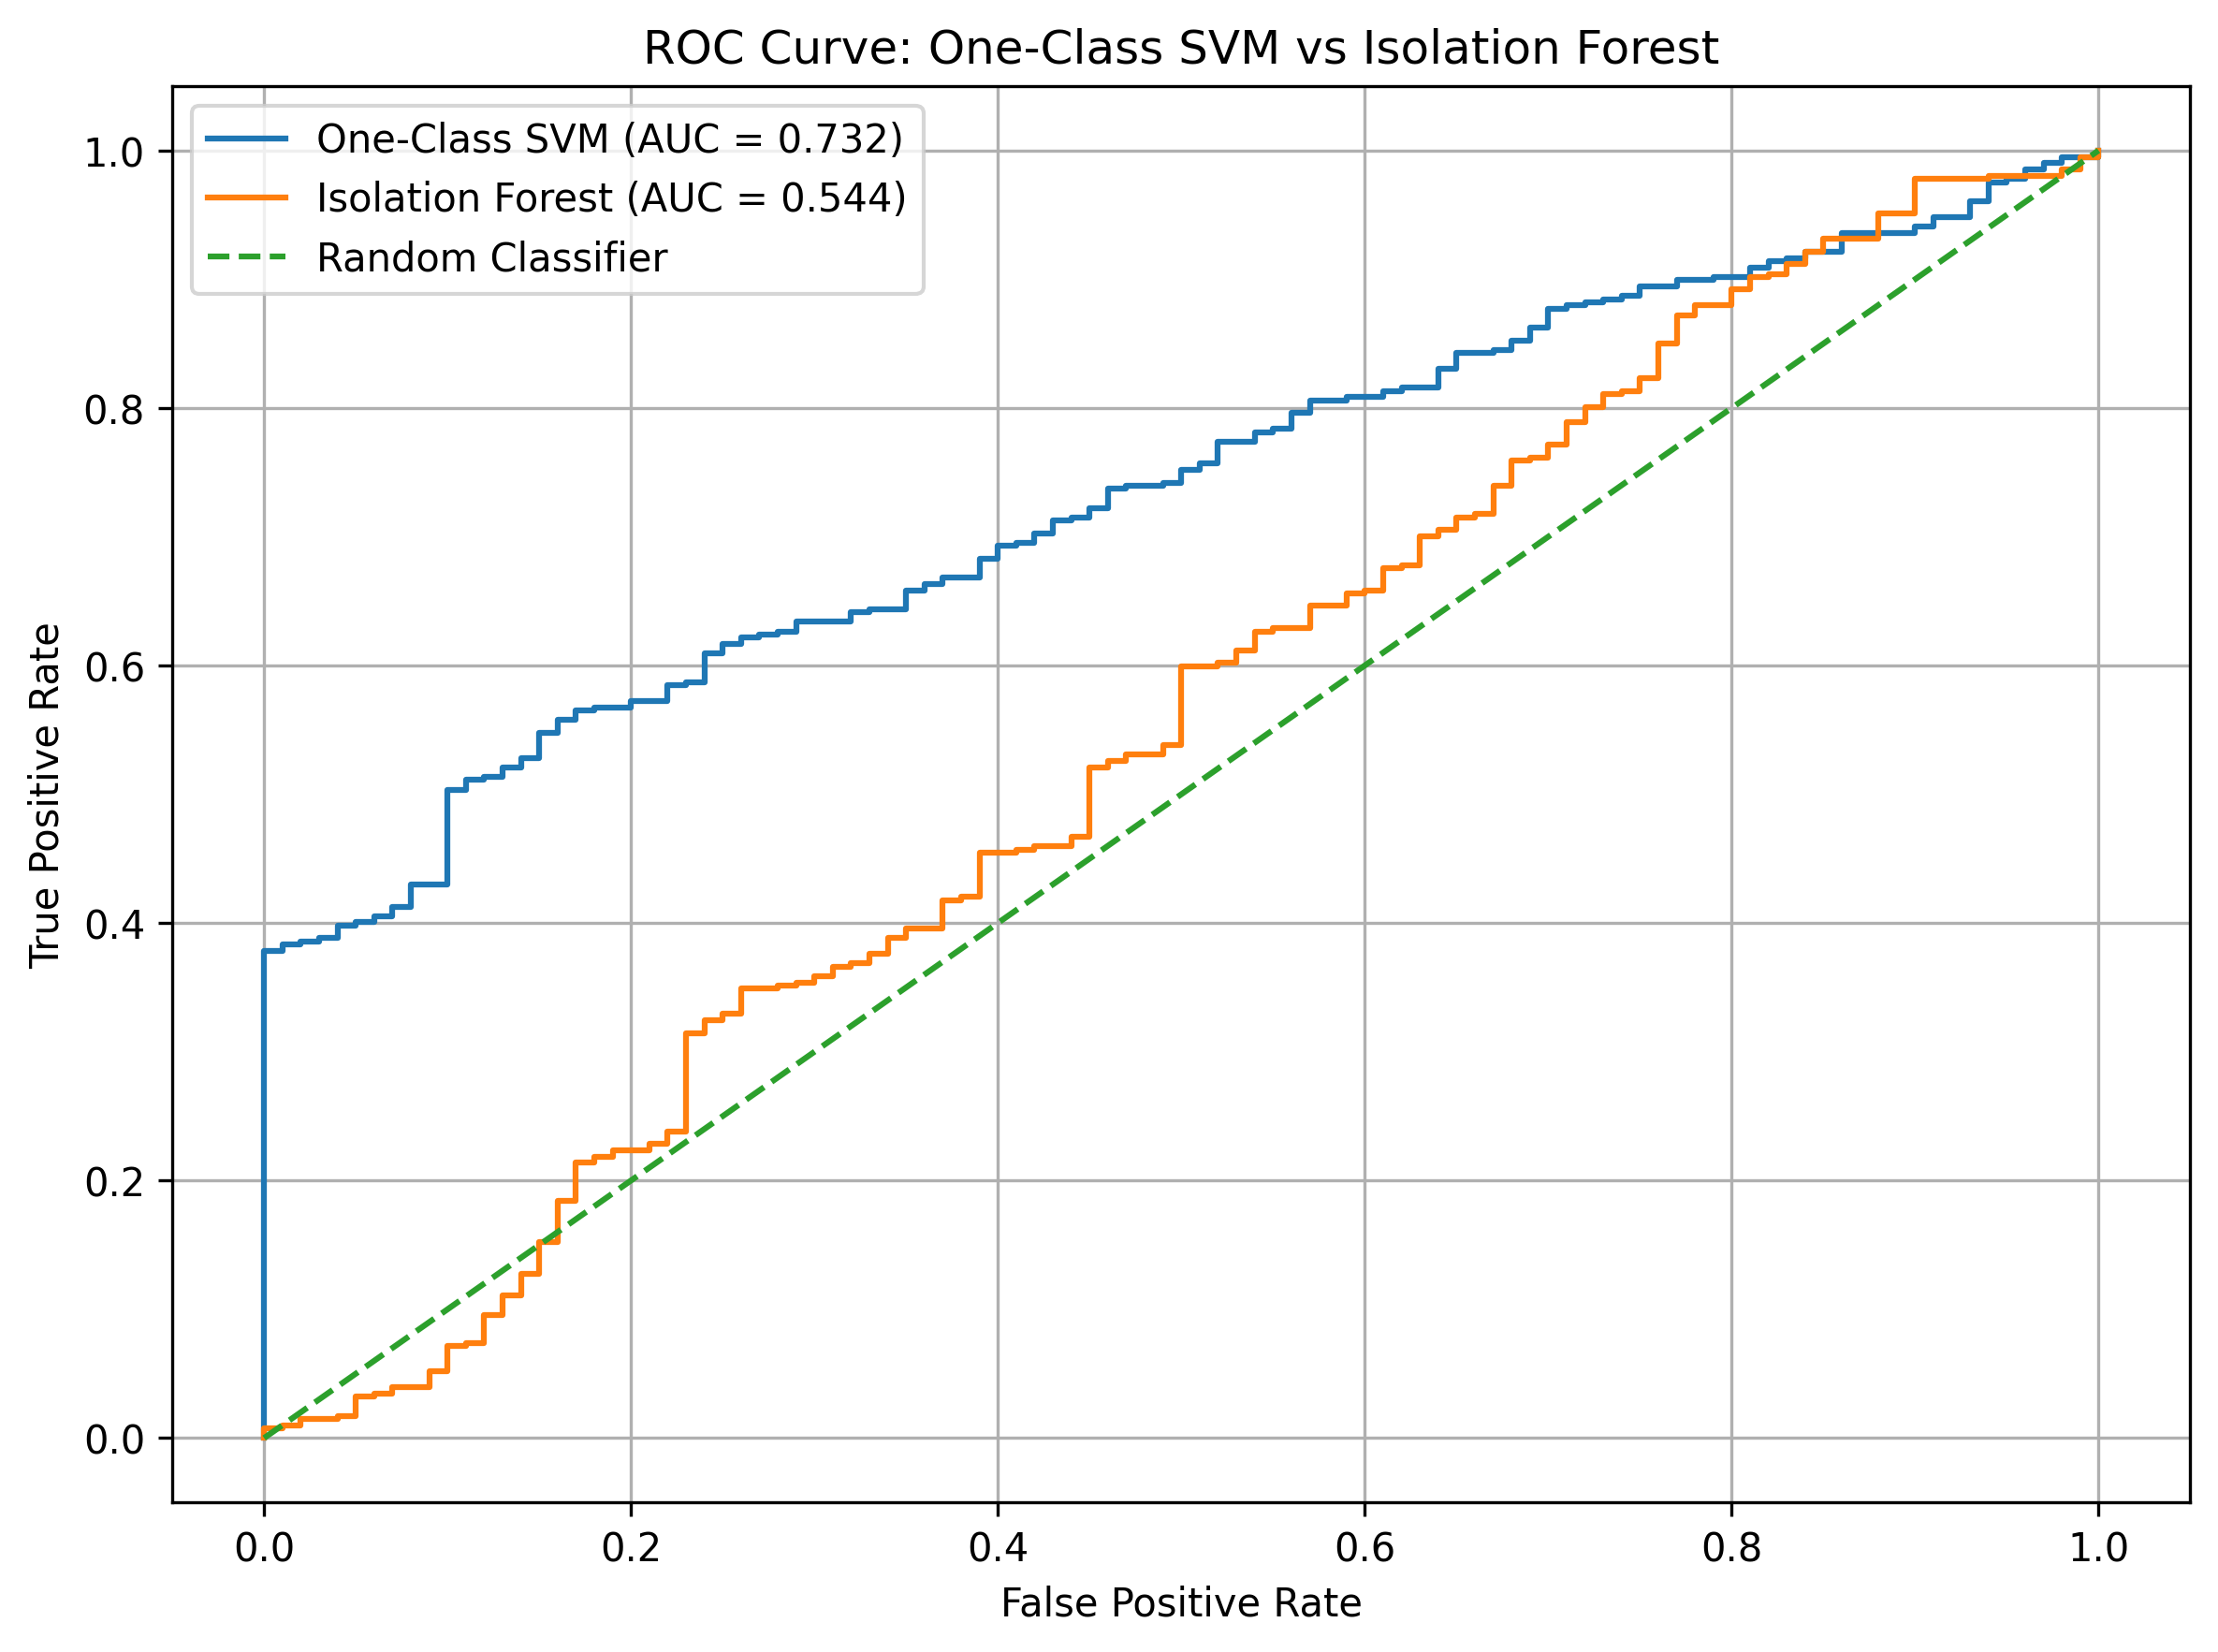 ROC Curve: One-Class SVM vs Isolation Forest
One-Class SVM (AUC = 0.732)
Isolation Forest (AUC = 0.544)
Random Classifier
True Positive Rate
1.0
0.8
0.6
0.4
0.2
0.0
0.0 0.2 0.4 0.6 0.8 1.0
False Positive Rate